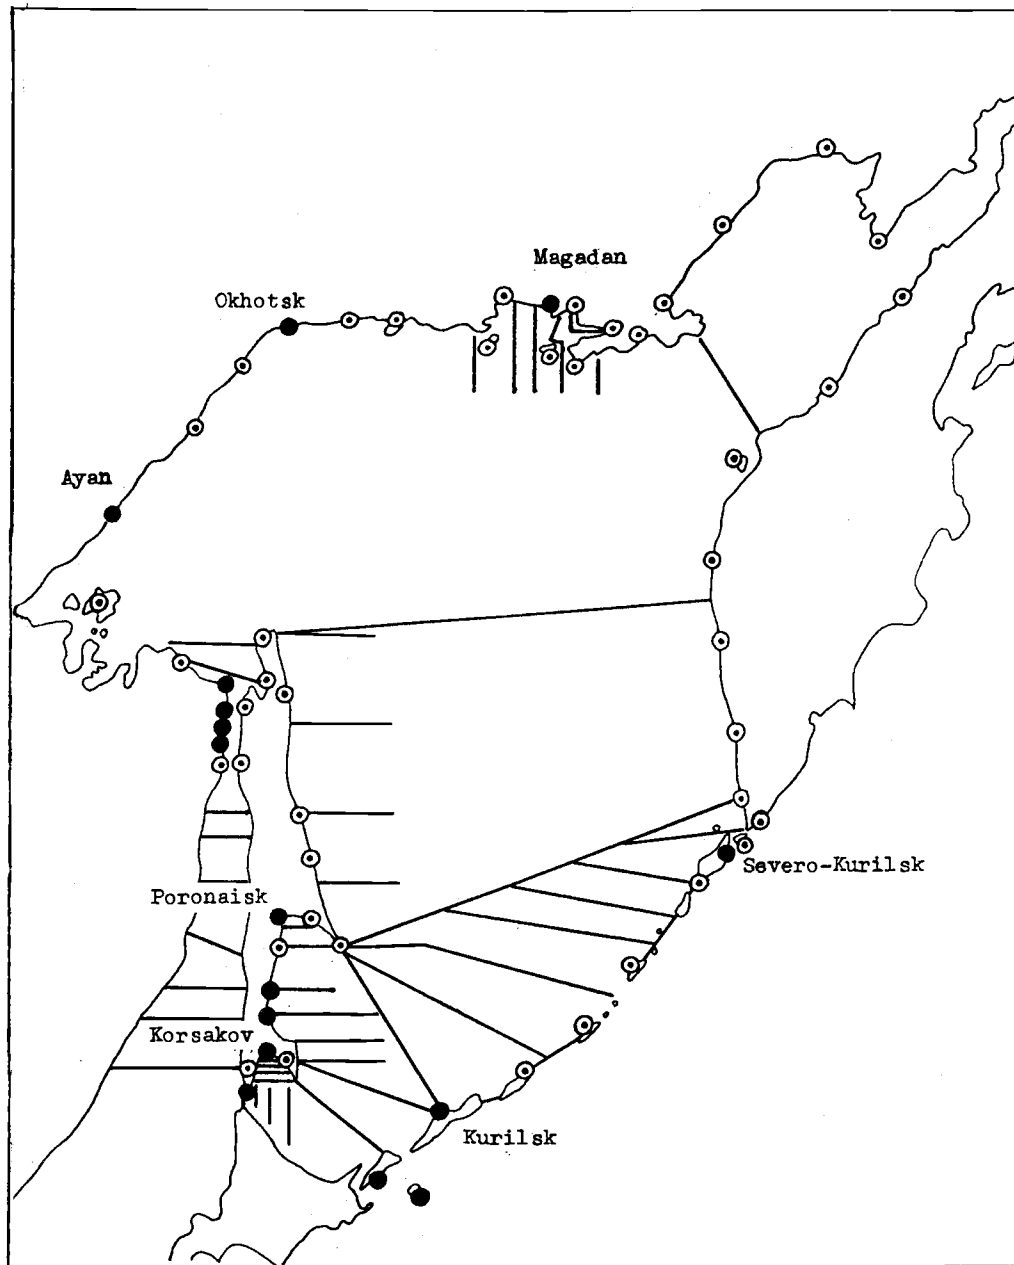 Magadan
Okhotsk
Ayan
Severo-Kurilsk
Poronaisk
Korsakov
Kurilsk